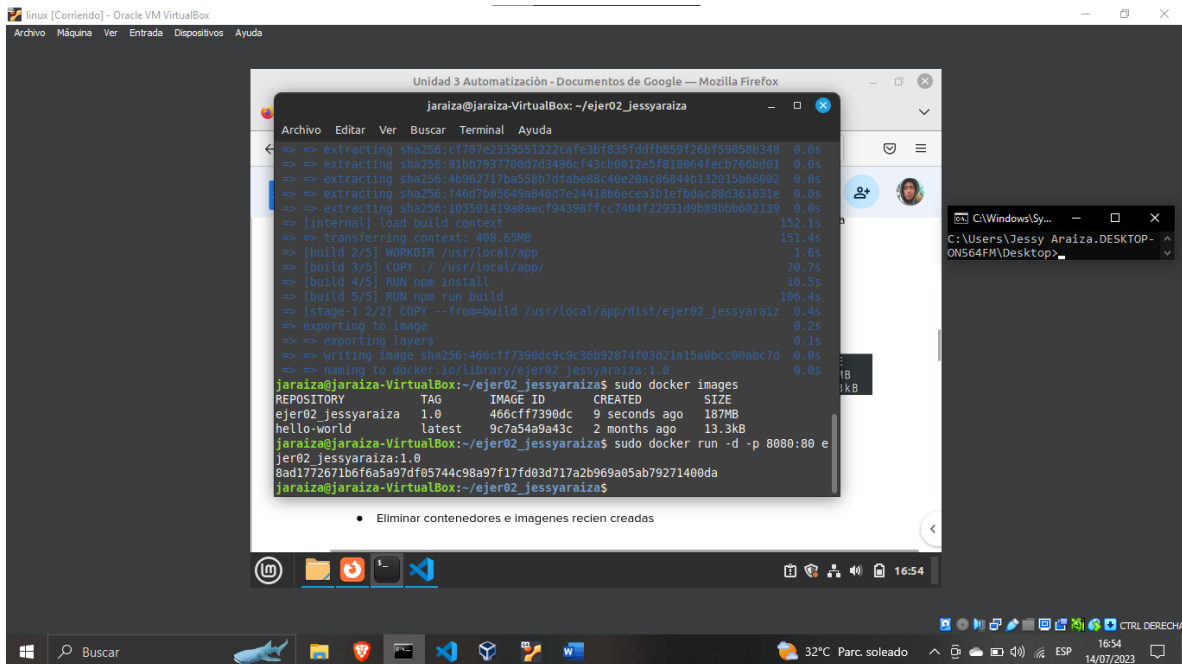 linux [Corriendo] - Oracle VM VirtualBox
Archivo Máquina Ver Entrada Dispositivos Ayuda
Unidad 3 Automatizaciòn - Documentos de Google — Mozilla Firefox
jaraiza@jaraiza-VirtualBox: ~/ejer02_jessyaraiza
Archivo Editar Ver Buscar Terminal Ayuda
=> => extracting sha256:cf707e2339551222cafe3bf835fddfb859f26bf59058b348 0.0s
=> => extracting sha256:91bb7937700d7d3496cf43cb0012e5f818064fecb766bd01 0.0s
=> => extracting sha256:4b962717ba558b7dfabe88c40e20ac86844b132015b66002 0.0s
=> => extracting sha256:f46d7b05649a846d7e24418b6ecea3b1efbdac88d361631e 0.0s
=> => extracting sha256:103501419a0aecf94398ffcc7404f22931d9b89bbb602139 0.0s
=> [internal] load build context 152.1s
=> => transferring context: 408.65MB 151.4s
=> [build 2/5] WORKDIR /usr/local/app 1.6s
=> [build 3/5] COPY ./ /usr/local/app/ 70.7s
=> [build 4/5] RUN npm install 10.5s
=> [build 5/5] RUN npm run build 106.4s
=> [stage-1 2/2] COPY --from=build /usr/local/app/dist/ejer02_jessyaraiz 0.4s
=> exporting to image 0.2s
=> => exporting layers 0.1s
=> => writing image sha256:466cff7390dc9c9c36b92874f03d21a15a0bcc00abc7d 0.0s
=> => naming to docker.io/library/ejer02_jessyaraiza:1.0 0.0s
jaraiza@jaraiza-VirtualBox:~/ejer02_jessyaraiza$ sudo docker images
REPOSITORY TAG IMAGE ID CREATED SIZE
ejer02_jessyaraiza 1.0 466cff7390dc 9 seconds ago 187MB
hello-world latest 9c7a54a9a43c 2 months ago 13.3kB
jaraiza@jaraiza-VirtualBox:~/ejer02_jessyaraiza$ sudo docker run -d -p 8080:80 e
jer02_jessyaraiza:1.0
8ad1772671b6f6a5a97df05744c98a97f17fd03d717a2b969a05ab79271400da
jaraiza@jaraiza-VirtualBox:~/ejer02_jessyaraiza$
C:\Windows\Sy...
C:\Users\Jessy Araiza.DESKTOP-
ON564FM\Desktop>
● Eliminar contenedores e imagenes recien creadas
16:54
CTRL DERECHA
Buscar
32°C Parc. soleado
ESP
16:54
14/07/2023